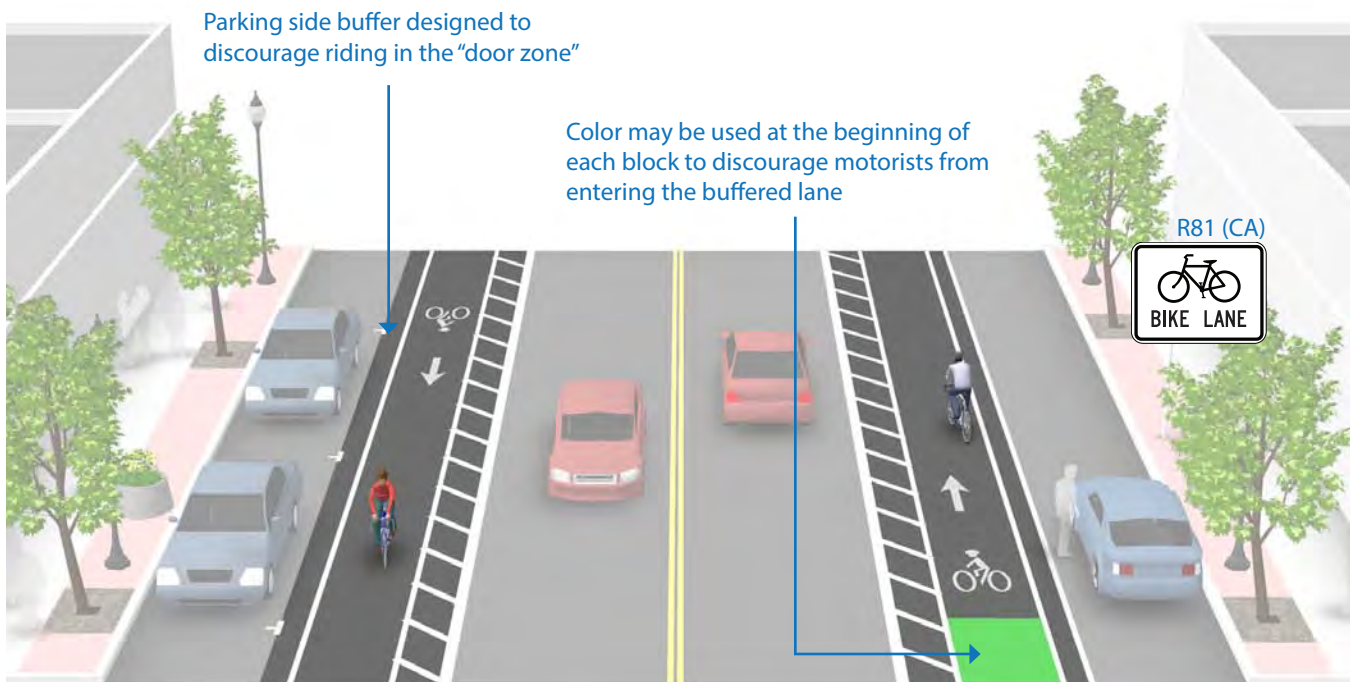 Parking side buffer designed to
discourage riding in the “door zone”
Color may be used at the beginning of
each block to discourage motorists from
entering the buffered lane
R81 (CA)
BIKE LANE